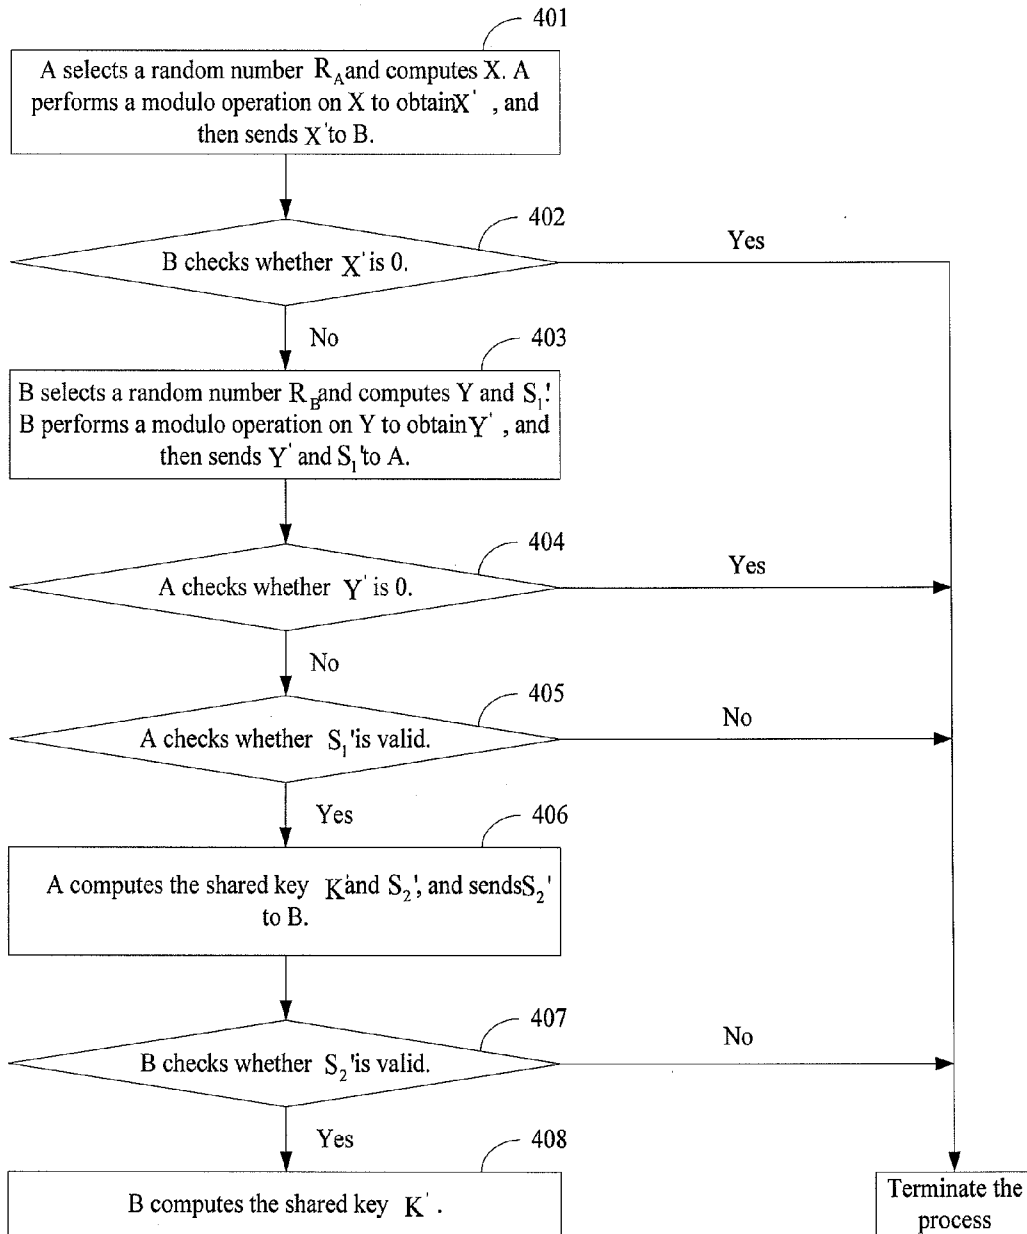 401
A selects a random number R_A and computes X. A
performs a modulo operation on X to obtain X' , and
then sends X' to B.
402
B checks whether X' is 0.
Yes
No
403
B selects a random number R_B and computes Y and S_1'
B performs a modulo operation on Y to obtain Y' , and
then sends Y' and S_1' to A.
404
A checks whether Y' is 0.
Yes
No
405
A checks whether S_1' is valid.
No
Yes
406
A computes the shared key K' and S_2', and sends S_2'
to B.
407
B checks whether S_2' is valid.
No
Yes
408
B computes the shared key K' .
Terminate the
process